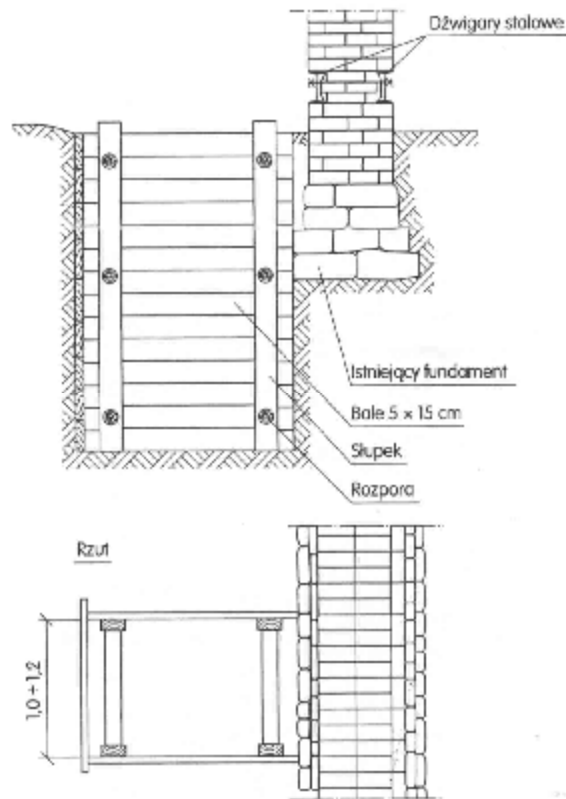 Dźwigary stalowe
Istniejący fundament
Bale 5 × 15 cm
Słupek
Rozpora
Rzut
1,0 ÷ 1,2